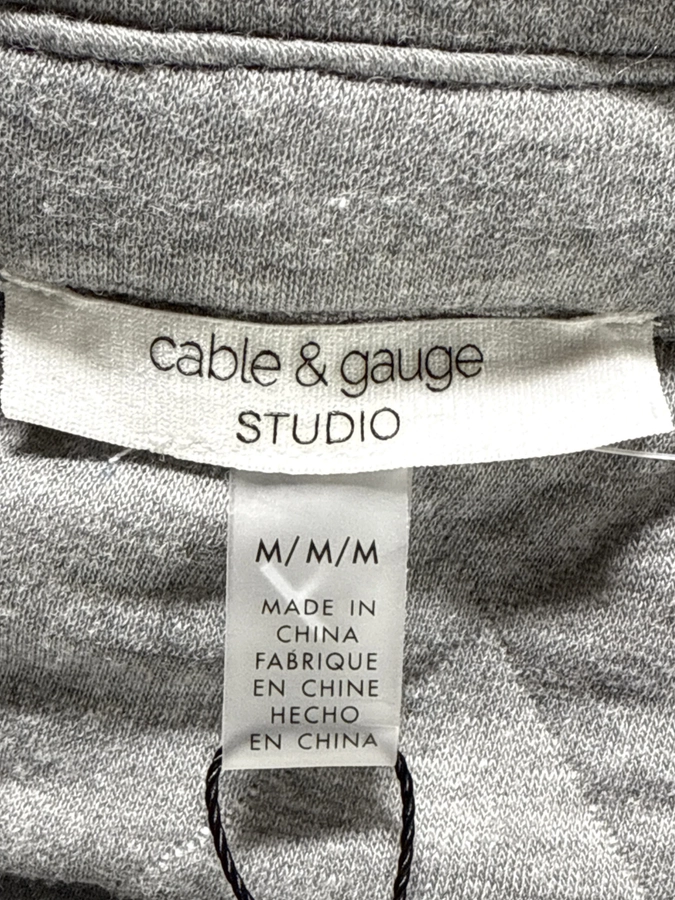 cable & gauge
STUDIO
M/M/M
MADE IN
CHINA
FABRIQUE
EN CHINE
HECHO
EN CHINA